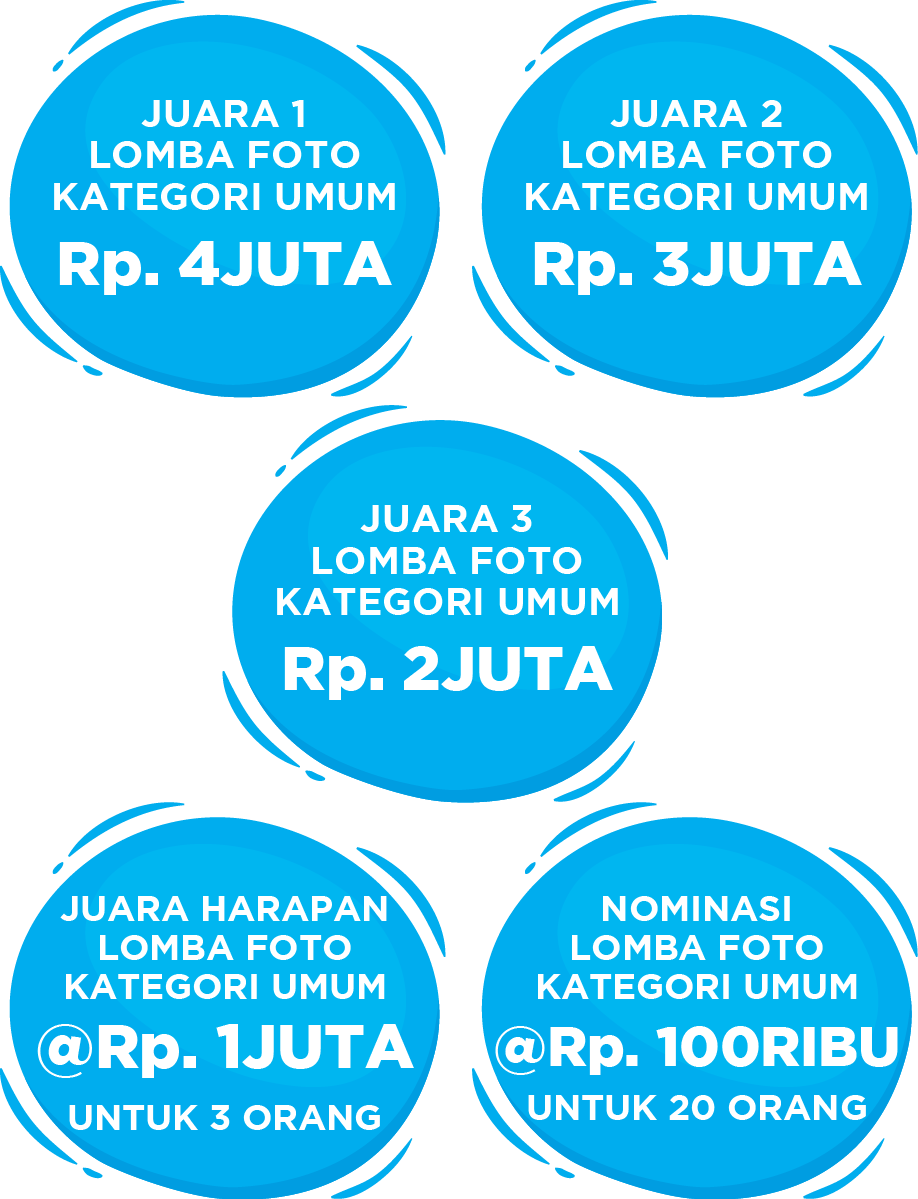 JUARA 1
LOMBA FOTO
KATEGORI UMUM
Rp. 4JUTA
JUARA 2
LOMBA FOTO
KATEGORI UMUM
Rp. 3JUTA
JUARA 3
LOMBA FOTO
KATEGORI UMUM
Rp. 2JUTA
JUARA HARAPAN
LOMBA FOTO
KATEGORI UMUM
@Rp. 1JUTA
UNTUK 3 ORANG
NOMINASI
LOMBA FOTO
KATEGORI UMUM
@Rp. 100RIBU
UNTUK 20 ORANG